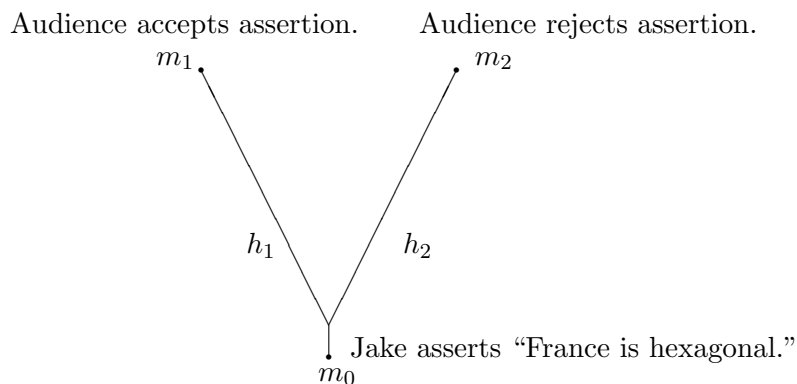 Audience accepts assertion. Audience rejects assertion.
m₁ m₂
h₁ h₂
Jake asserts “France is hexagonal.”
m₀